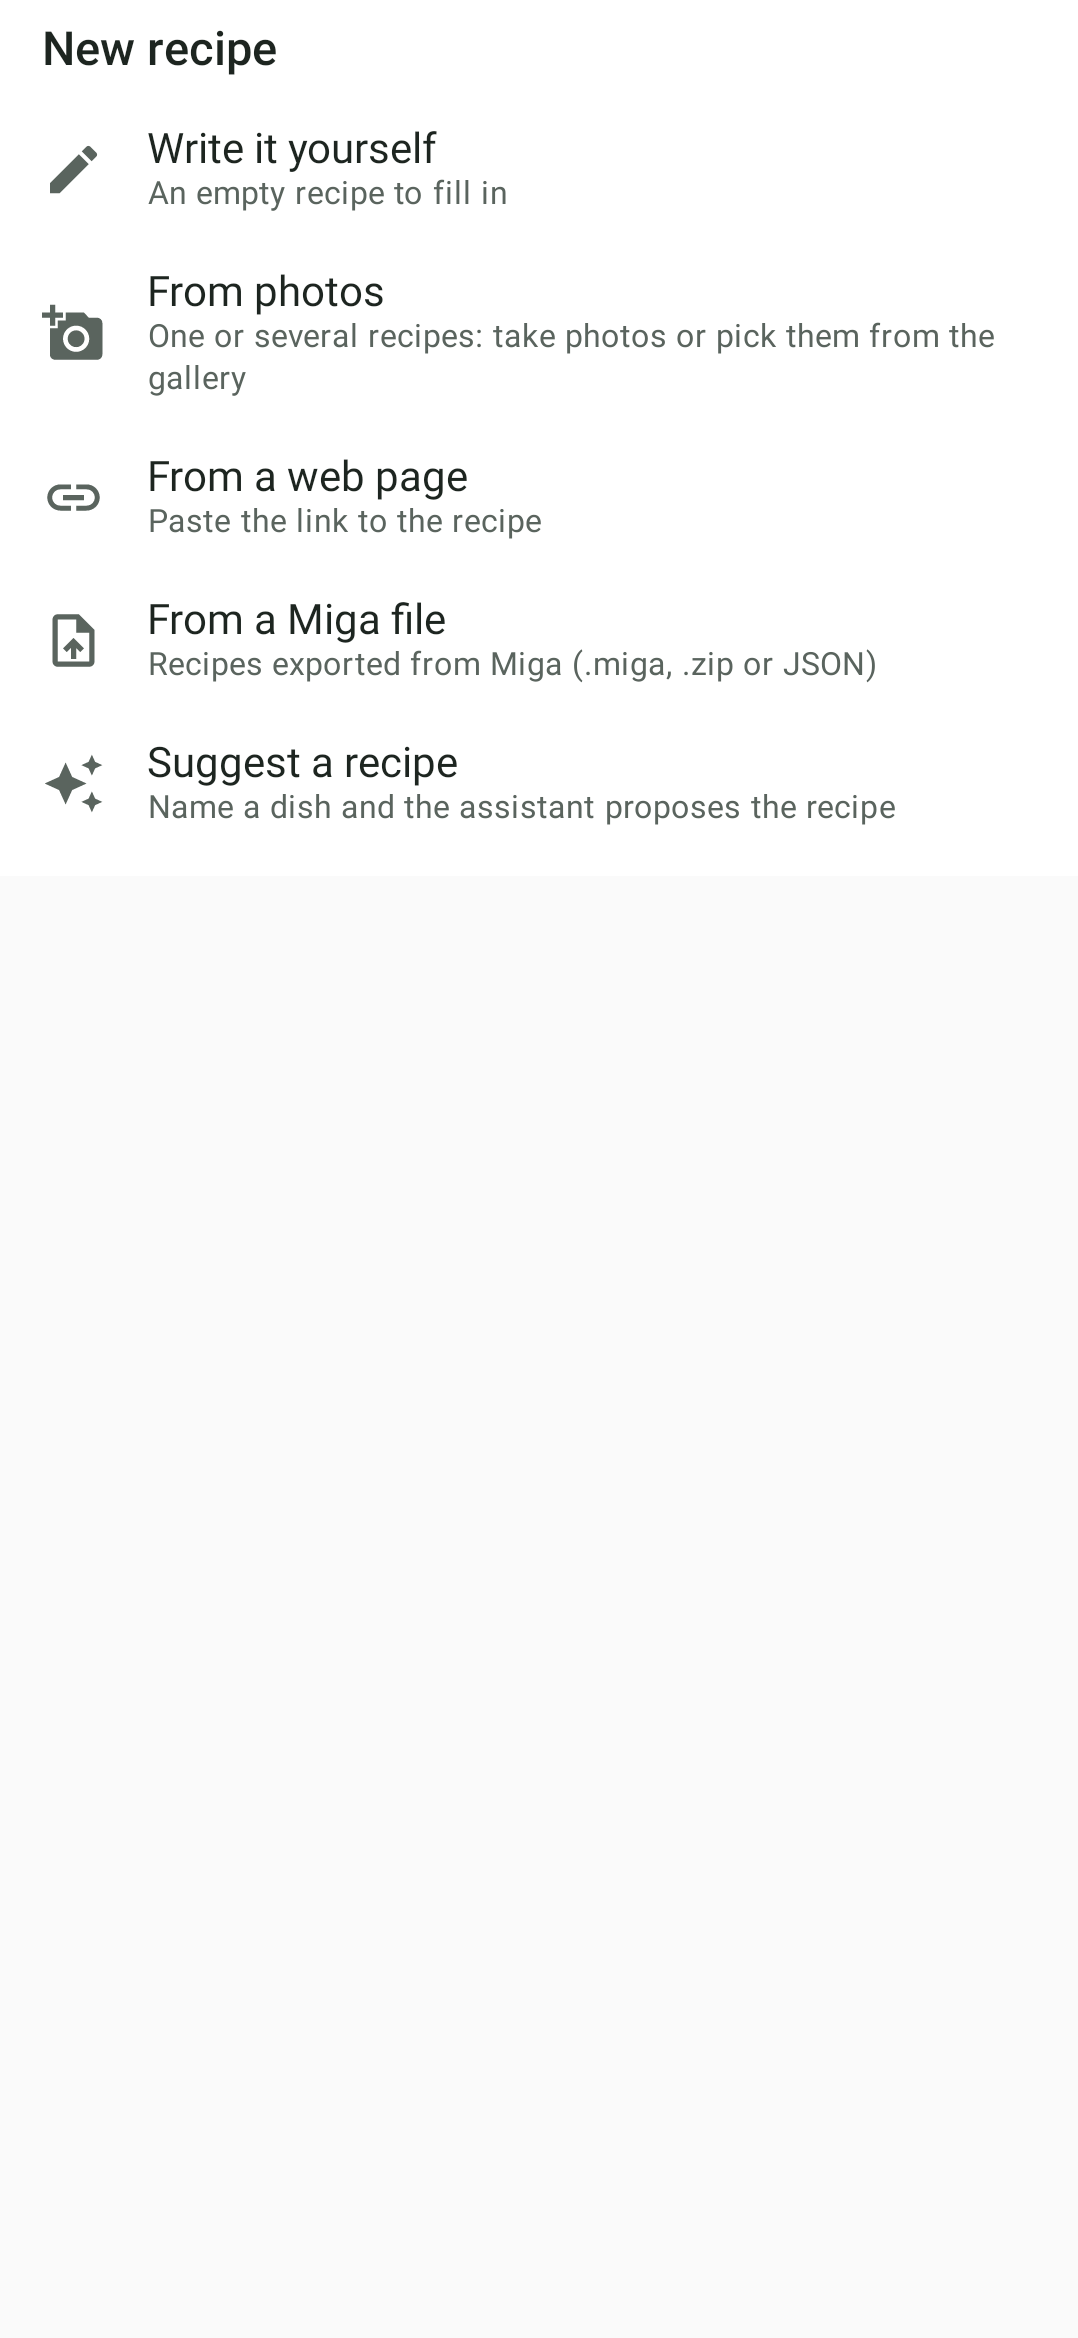 New recipe
Write it yourself
An empty recipe to fill in
From photos
One or several recipes: take photos or pick them from the
gallery
From a web page
Paste the link to the recipe
From a Miga file
Recipes exported from Miga (.miga, .zip or JSON)
Suggest a recipe
Name a dish and the assistant proposes the recipe